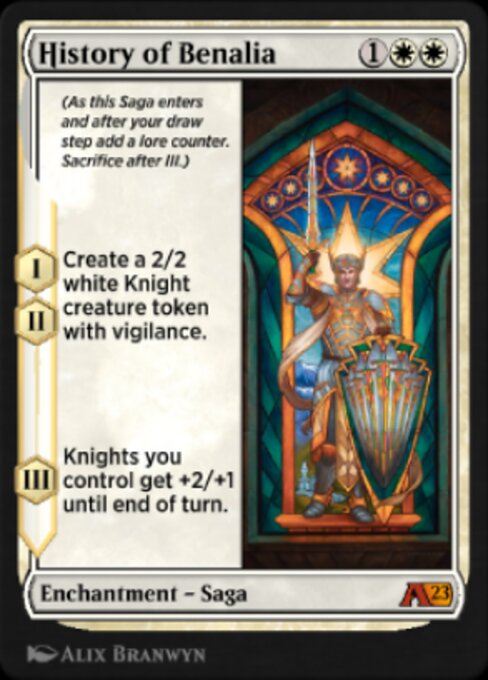 History of Benalia 1
(As this Saga enters
and after your draw
step add a lore counter.
Sacrifice after III.)
I
II
Create a 2/2
white Knight
creature token
with vigilance.
III
Knights you
control get +2/+1
until end of turn.
Enchantment – Saga A 23
ALIX BRANWYN